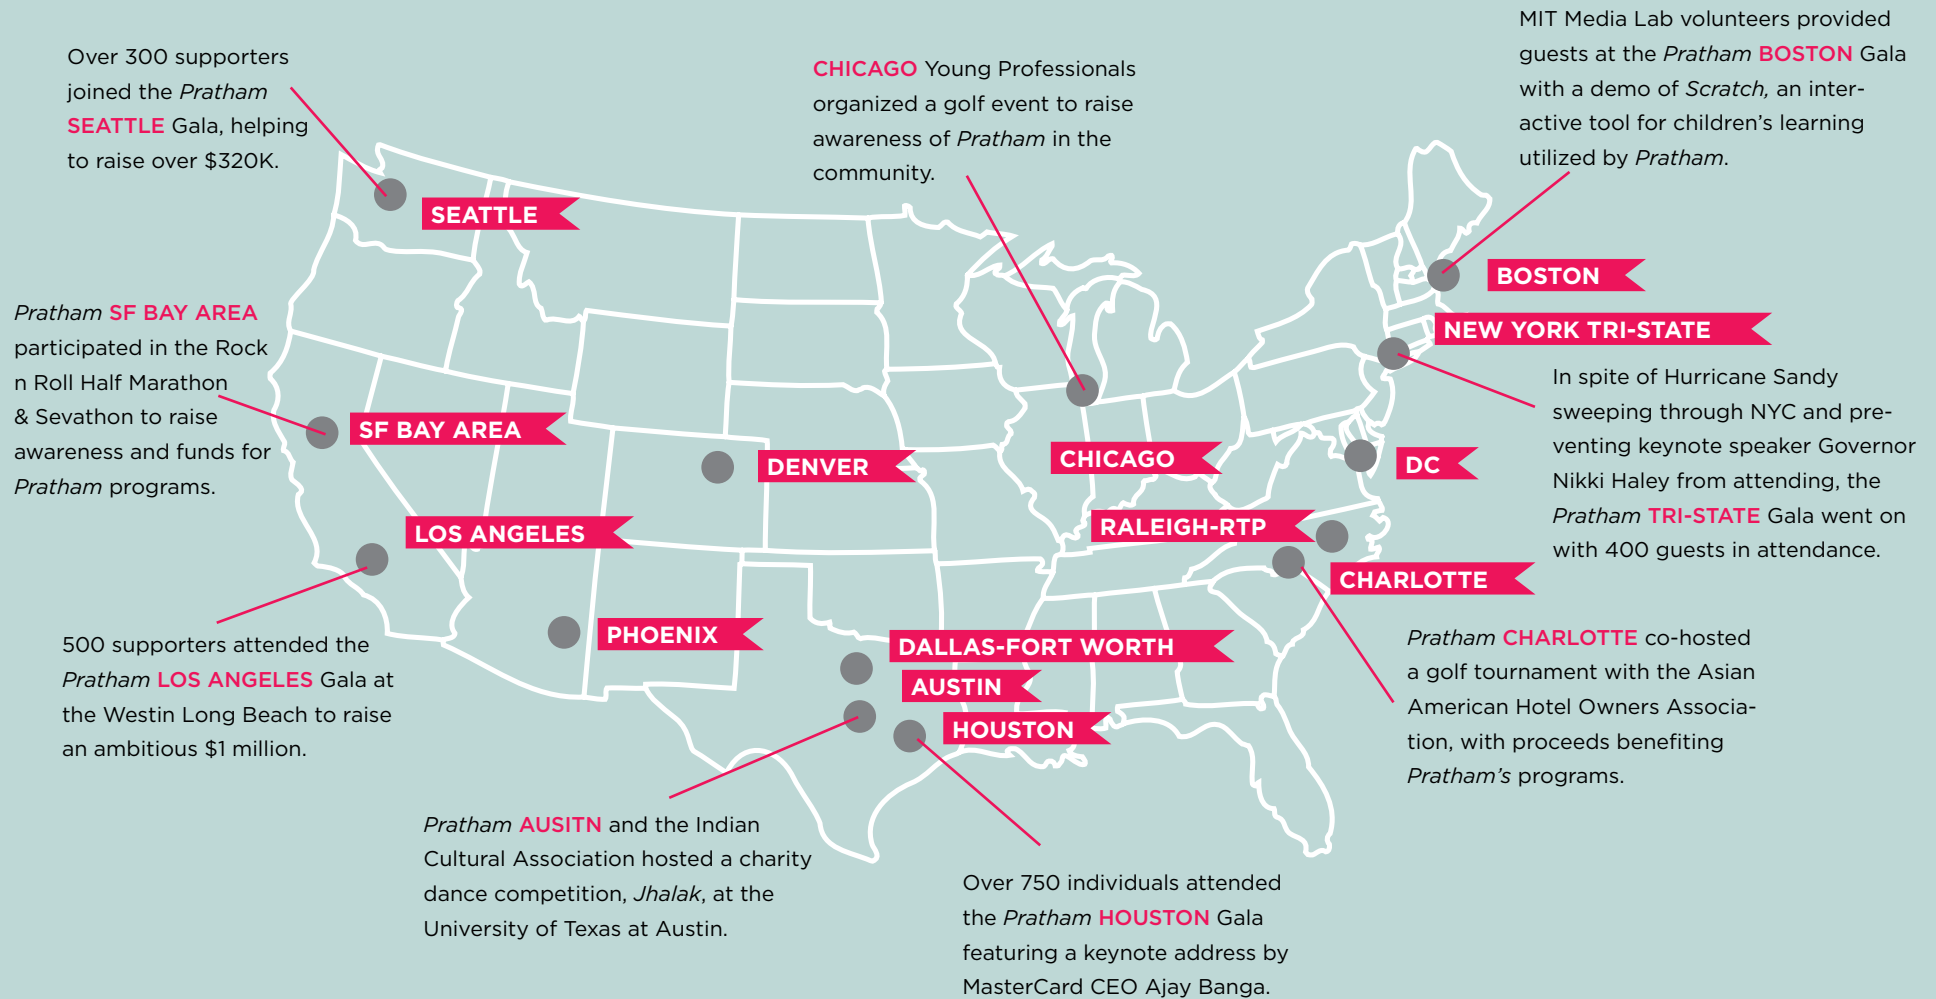 Over 300 supporters
joined the Pratham
SEATTLE Gala, helping
to raise over $320K.
CHICAGO Young Professionals
organized a golf event to raise
awareness of Pratham in the
community.
MIT Media Lab volunteers provided
guests at the Pratham BOSTON Gala
with a demo of Scratch, an inter-
active tool for children’s learning
utilized by Pratham.
SEATTLE
BOSTON
Pratham SF BAY AREA
participated in the Rock
n Roll Half Marathon
& Sevathon to raise
awareness and funds for
Pratham programs.
NEW YORK TRI-STATE
In spite of Hurricane Sandy
sweeping through NYC and pre-
venting keynote speaker Governor
Nikki Haley from attending, the
Pratham TRI-STATE Gala went on
with 400 guests in attendance.
SF BAY AREA
DENVER
CHICAGO
DC
LOS ANGELES
RALEIGH-RTP
CHARLOTTE
PHOENIX
DALLAS-FORT WORTH
AUSTIN
HOUSTON
500 supporters attended the
Pratham LOS ANGELES Gala at
the Westin Long Beach to raise
an ambitious $1 million.
Pratham CHARLOTTE co-hosted
a golf tournament with the Asian
American Hotel Owners Associa-
tion, with proceeds benefiting
Pratham’s programs.
Pratham AUSITN and the Indian
Cultural Association hosted a charity
dance competition, Jhalak, at the
University of Texas at Austin.
Over 750 individuals attended
the Pratham HOUSTON Gala
featuring a keynote address by
MasterCard CEO Ajay Banga.